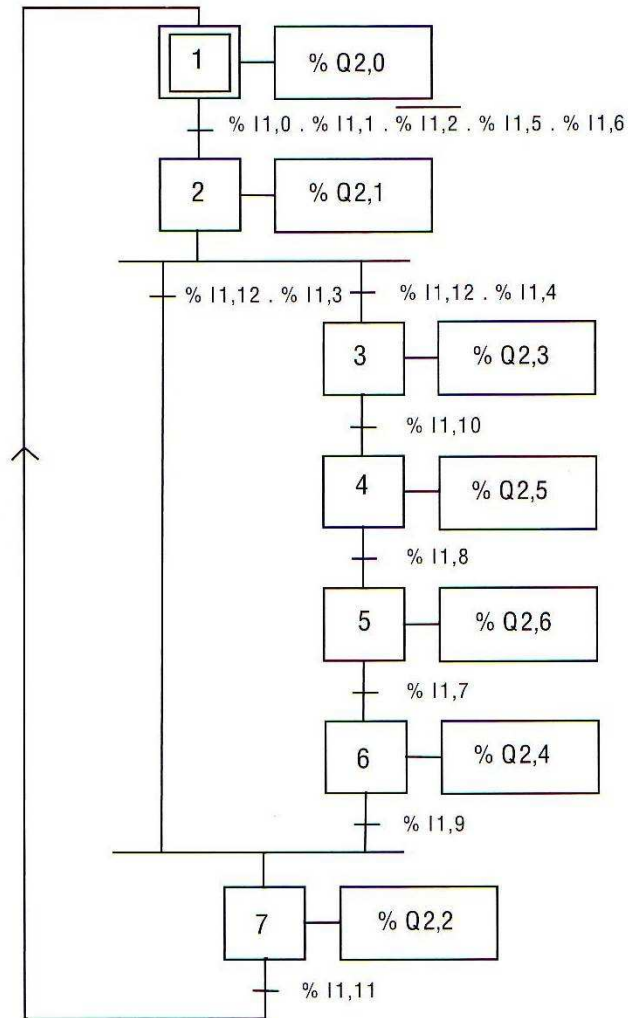 1
% Q2,0
% I1,0 . % I1,1 . % I1,2 . % I1,5 . % I1,6
2
% Q2,1
% I1,12 . % I1,3
% I1,12 . % I1,4
3
% Q2,3
% I1,10
4
% Q2,5
% I1,8
5
% Q2,6
% I1,7
6
% Q2,4
% I1,9
7
% Q2,2
% I1,11